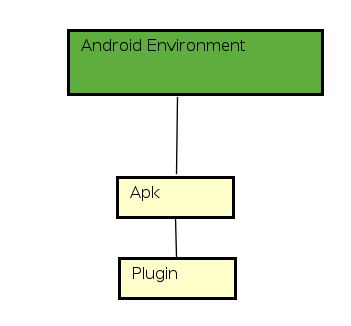 Android Environment
Apk
Plugin